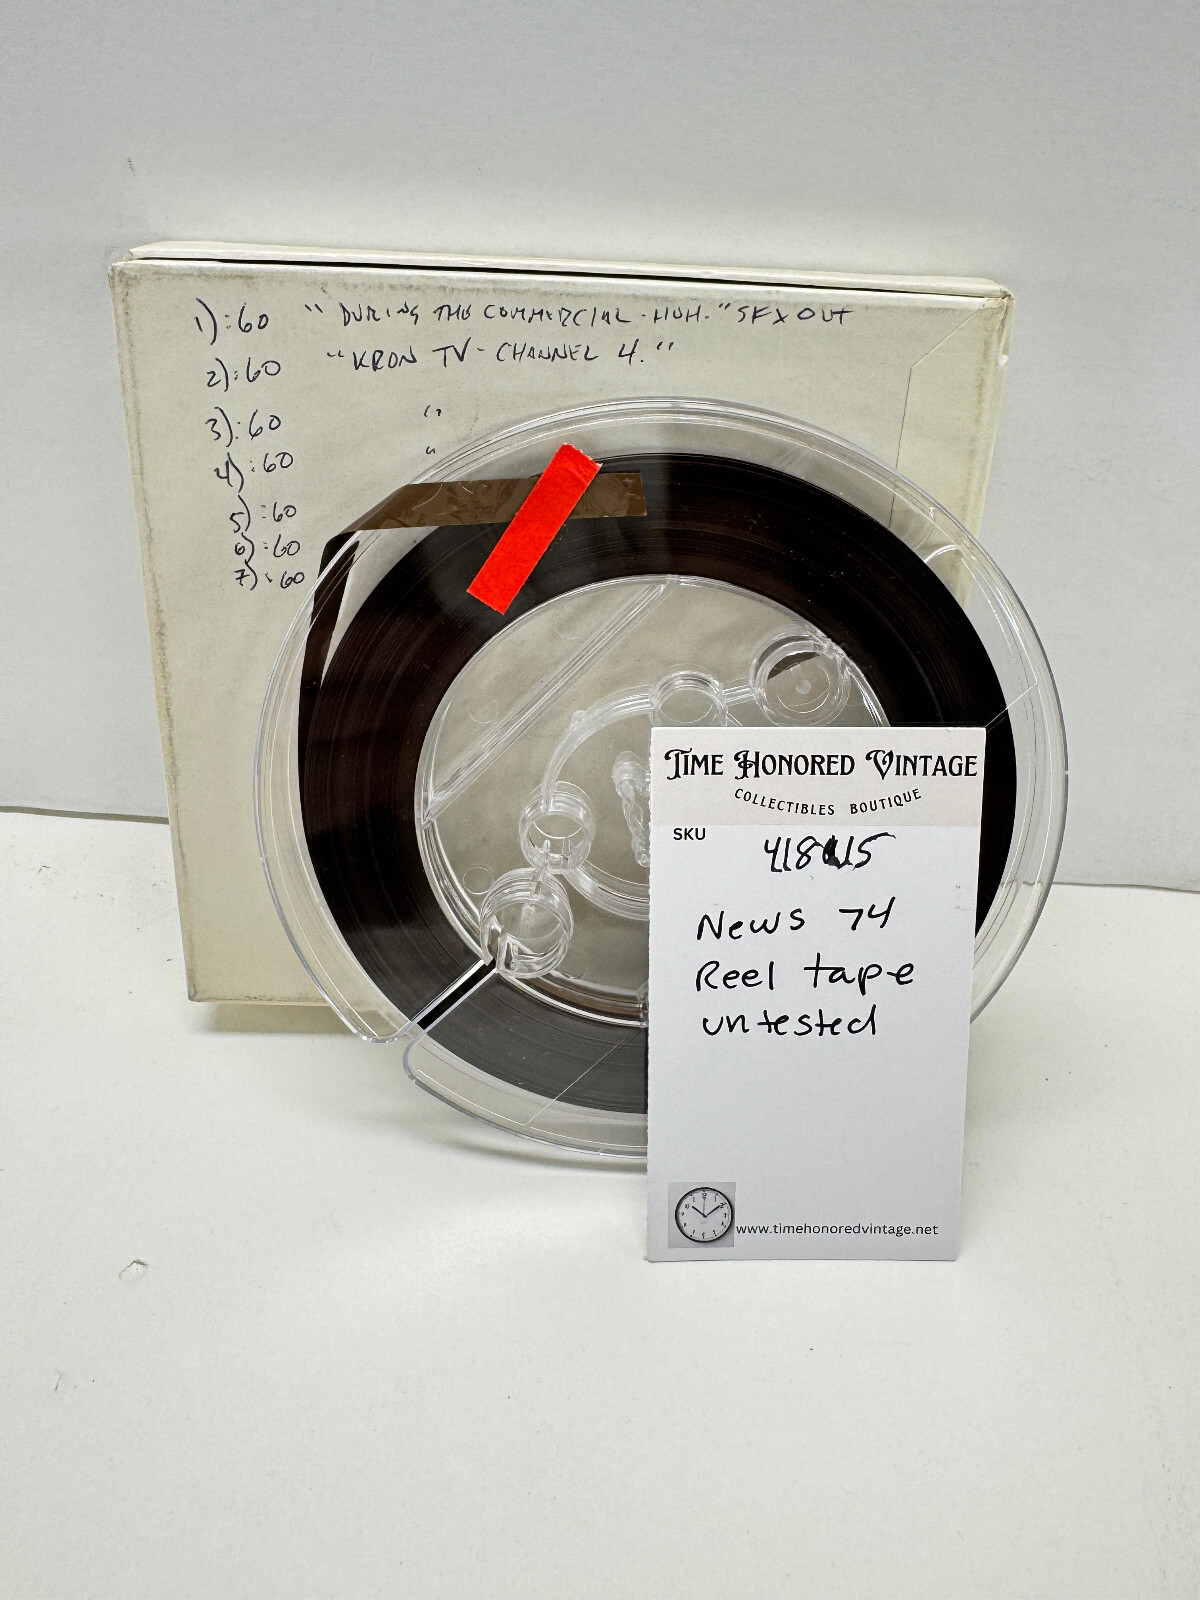 1) :60 "DURING THE COMMERCIAL - HUH." SFX OUT
2) :60 "KRON TV - CHANNEL 4."
3) :60 "
4) :60 "
5) :60
6) :60
7) :60
TIME HONORED VINTAGE
COLLECTIBLES BOUTIQUE
SKU
News 74
Reel tape
untested
www.timehonoredvintage.net